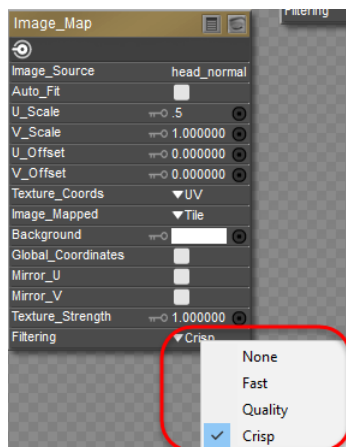 Image_Map
Filtering
Image_Source head_normal
Auto_Fit
U_Scale .5
V_Scale 1.000000
U_Offset 0.000000
V_Offset 0.000000
Texture_Coords ▼UV
Image_Mapped ▼Tile
Background
Global_Coordinates
Mirror_U
Mirror_V
Texture_Strength 1.000000
Filtering ▼Crisp
None
Fast
Quality
✓ Crisp